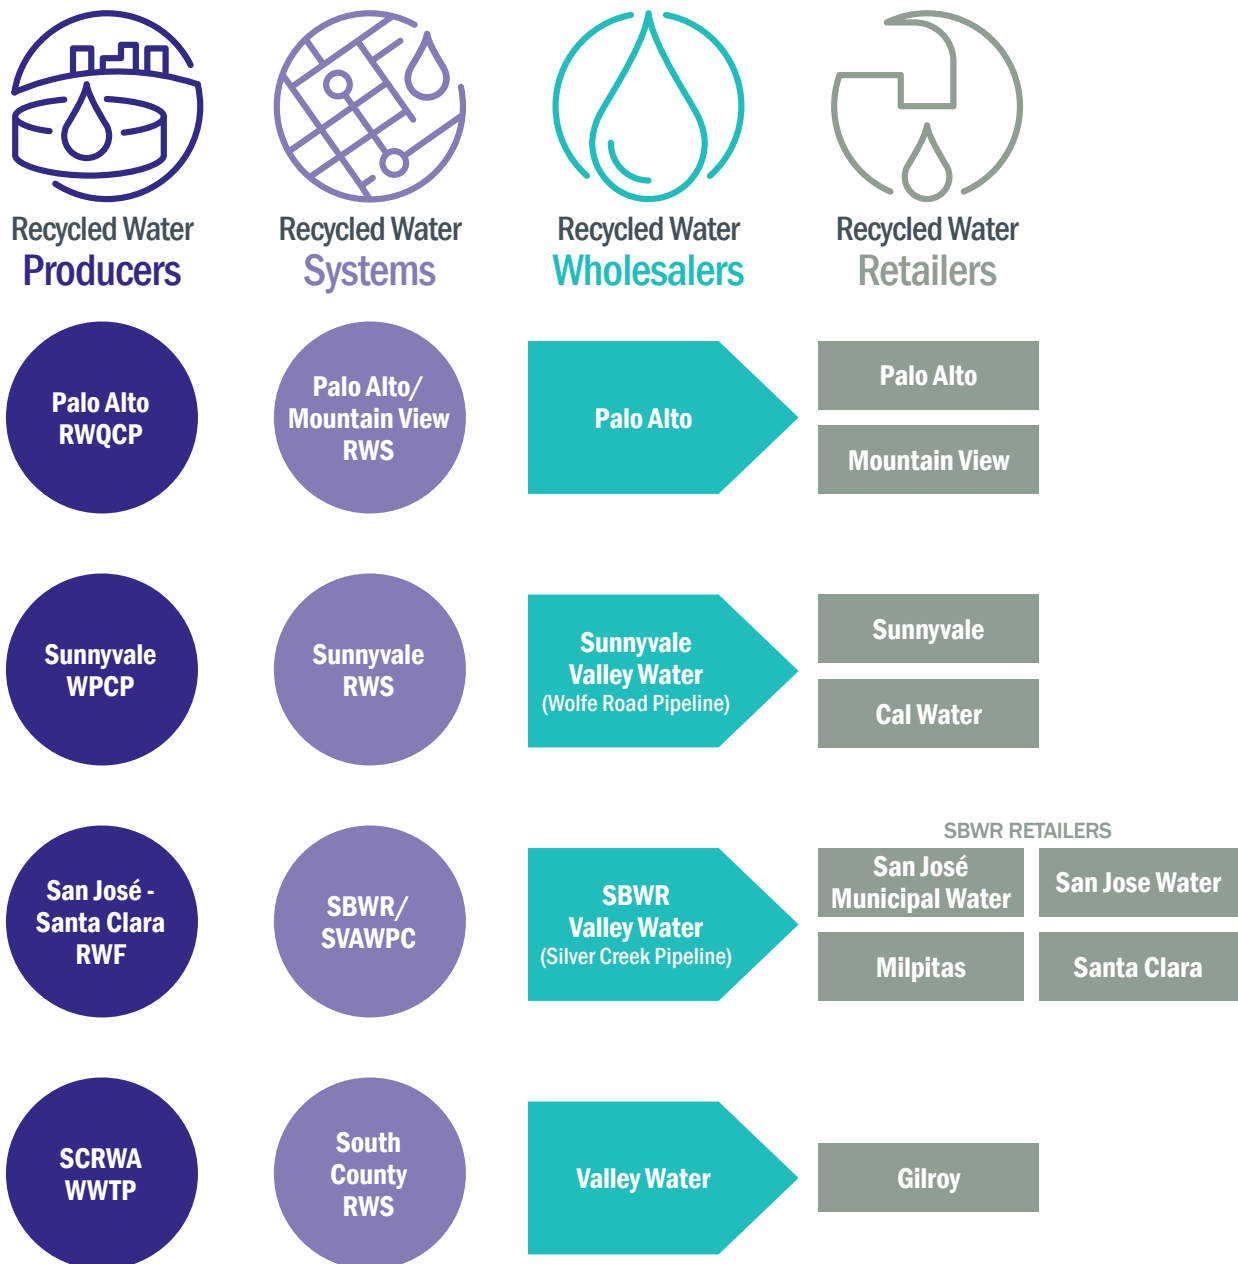 Recycled Water
Producers
Recycled Water
Systems
Recycled Water
Wholesalers
Recycled Water
Retailers
Palo Alto
RWQCP
Palo Alto/
Mountain View
RWS
Palo Alto
Palo Alto
Mountain View
Sunnyvale
WPCP
Sunnyvale
RWS
Sunnyvale
Valley Water
(Wolfe Road Pipeline)
Sunnyvale
Cal Water
San José -
Santa Clara
RWF
SBWR/
SVAWPC
SBWR
Valley Water
(Silver Creek Pipeline)
SBWR RETAILERS
San José
Municipal Water
San Jose Water
Milpitas
Santa Clara
SCRWA
WWTP
South
County
RWS
Valley Water
Gilroy